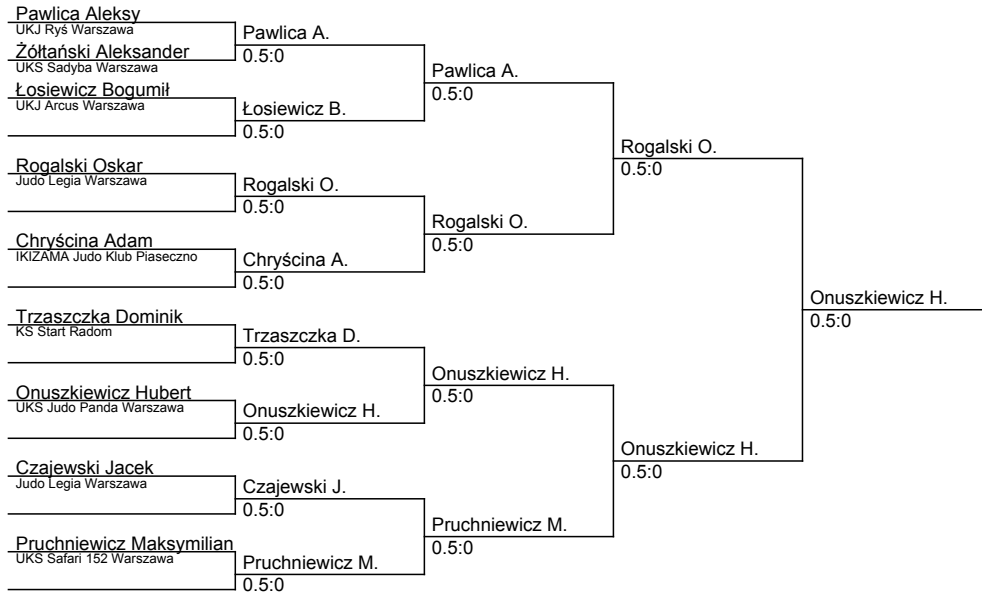 Pawlica Aleksy
UKJ Ryś Warszawa
Żółtański Aleksander
UKS Sadyba Warszawa
Łosiewicz Bogumił
UKJ Arcus Warszawa
Rogalski Oskar
Judo Legia Warszawa
Chryścina Adam
IKIZAMA Judo Klub Piaseczno
Trzaszczka Dominik
KS Start Radom
Onuszkiewicz Hubert
UKS Judo Panda Warszawa
Czajewski Jacek
Judo Legia Warszawa
Pruchniewicz Maksymilian
UKS Safari 152 Warszawa
Pawlica A.
0.5:0
Łosiewicz B.
0.5:0
Rogalski O.
0.5:0
Chryścina A.
0.5:0
Trzaszczka D.
0.5:0
Onuszkiewicz H.
0.5:0
Czajewski J.
0.5:0
Pruchniewicz M.
0.5:0
Pawlica A.
0.5:0
Rogalski O.
0.5:0
Onuszkiewicz H.
0.5:0
Pruchniewicz M.
0.5:0
Rogalski O.
0.5:0
Onuszkiewicz H.
0.5:0
Onuszkiewicz H.
0.5:0